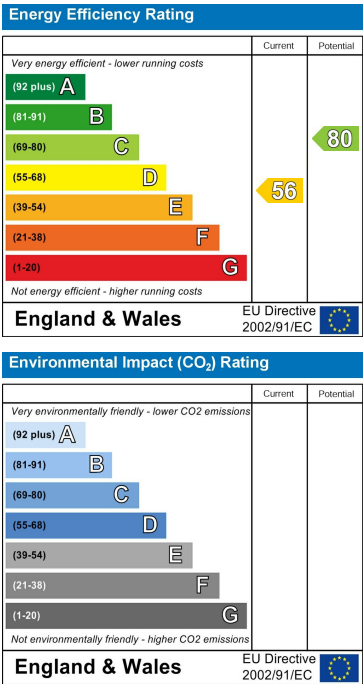 Energy Efficiency Rating
Current Potential
Very energy efficient - lower running costs
(92 plus) A
(81-91) B
(69-80) C
(55-68) D
(39-54) E
(21-38) F
(1-20) G
80
56
Not energy efficient - higher running costs
England & Wales
EU Directive
2002/91/EC
Environmental Impact (CO₂) Rating
Current Potential
Very environmentally friendly - lower CO2 emissions
(92 plus) A
(81-91) B
(69-80) C
(55-68) D
(39-54) E
(21-38) F
(1-20) G
Not environmentally friendly - higher CO2 emissions
England & Wales
EU Directive
2002/91/EC